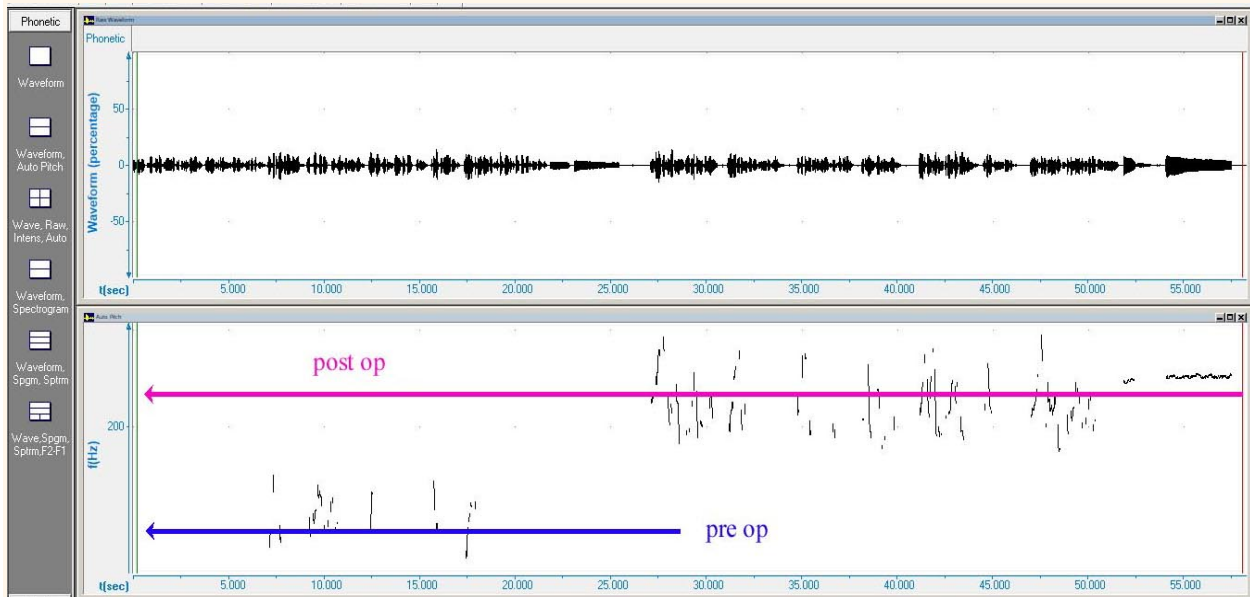 Phonetic
Waveform
Waveform,
Auto Pitch
Wave, Raw,
Intens, Auto
Waveform,
Spectrogram
Waveform,
Spgm, Sptrm
Wave,Spgm,
Sptrm,F2-F1
Raw Waveform
Phonetic
Waveform (percentage)
50
0
-50
t(sec)
5.000 10.000 15.000 20.000 25.000 30.000 35.000 40.000 45.000 50.000 55.000
Auto Pitch
post op
200
f(Hz)
pre op
t(sec)
5.000 10.000 15.000 20.000 25.000 30.000 35.000 40.000 45.000 50.000 55.000